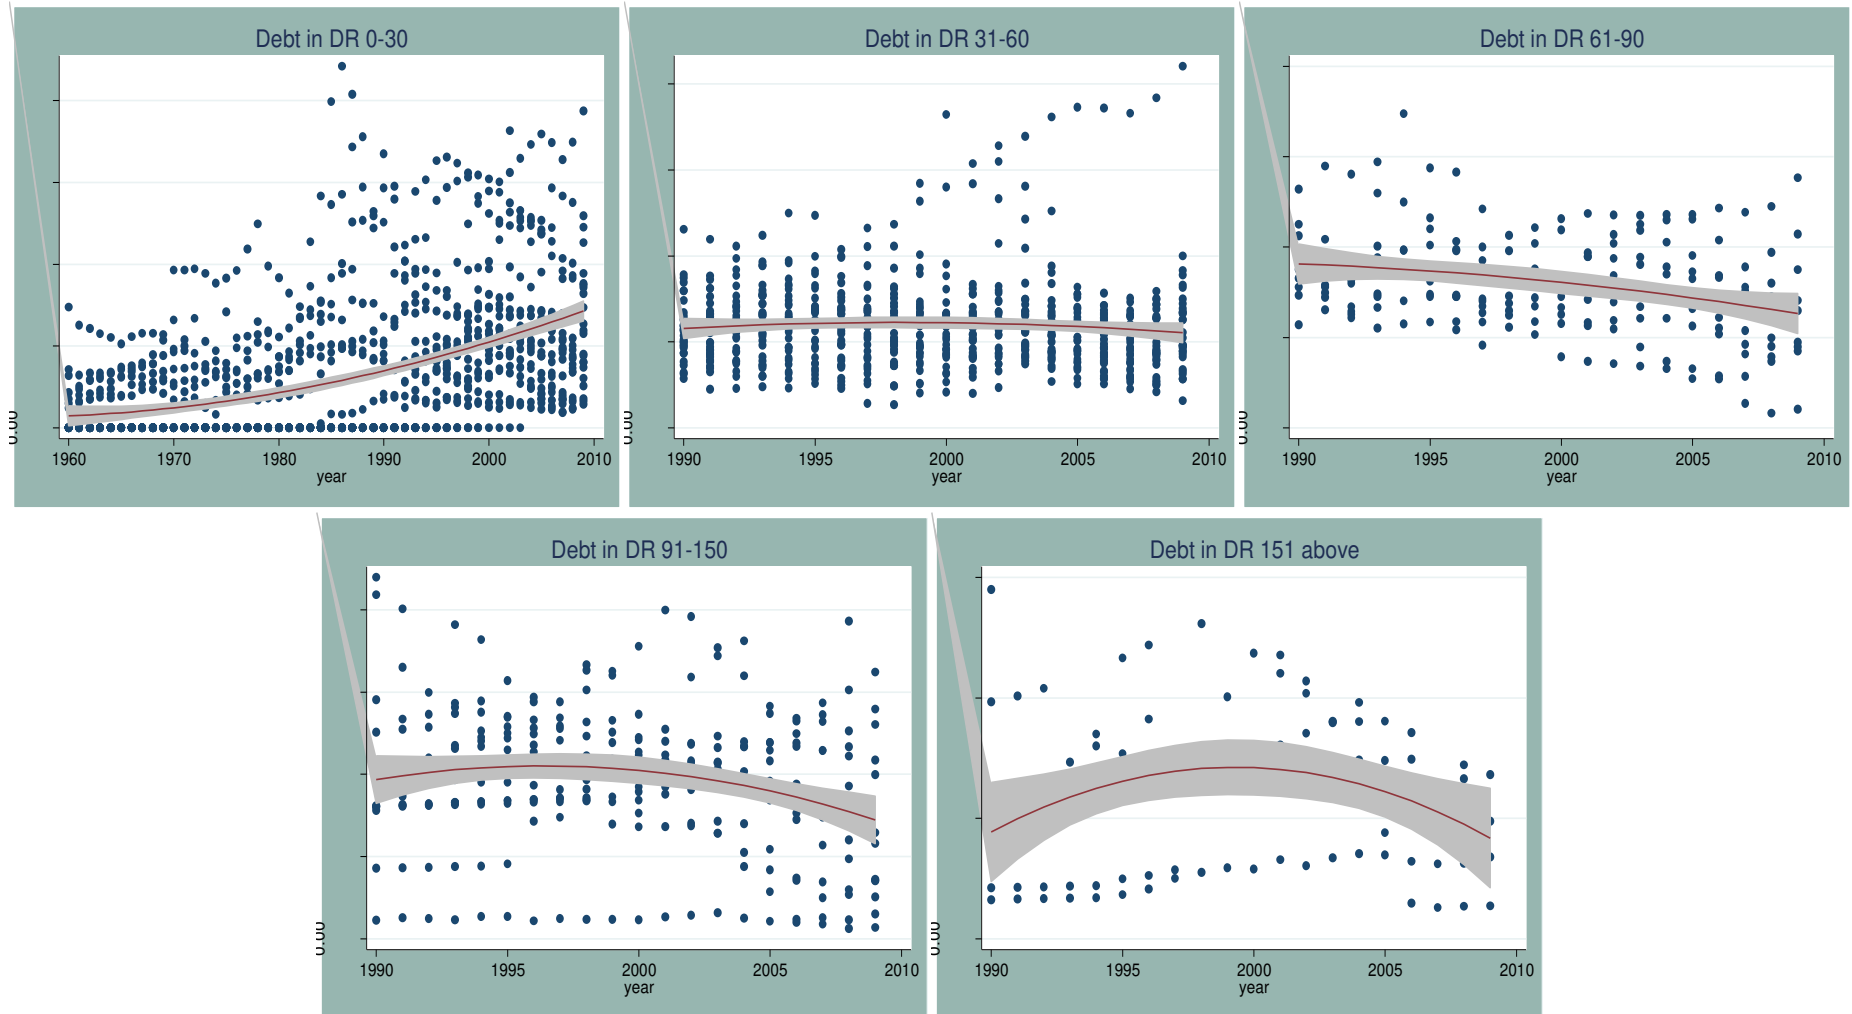 Debt in DR 0-30
Debt in DR 31-60
Debt in DR 61-90
1960 1970 1980 1990 2000 2010
year
1990 1995 2000 2005 2010
year
1990 1995 2000 2005 2010
year
Debt in DR 91-150
Debt in DR 151 above
1990 1995 2000 2005 2010
year
1990 1995 2000 2005 2010
year